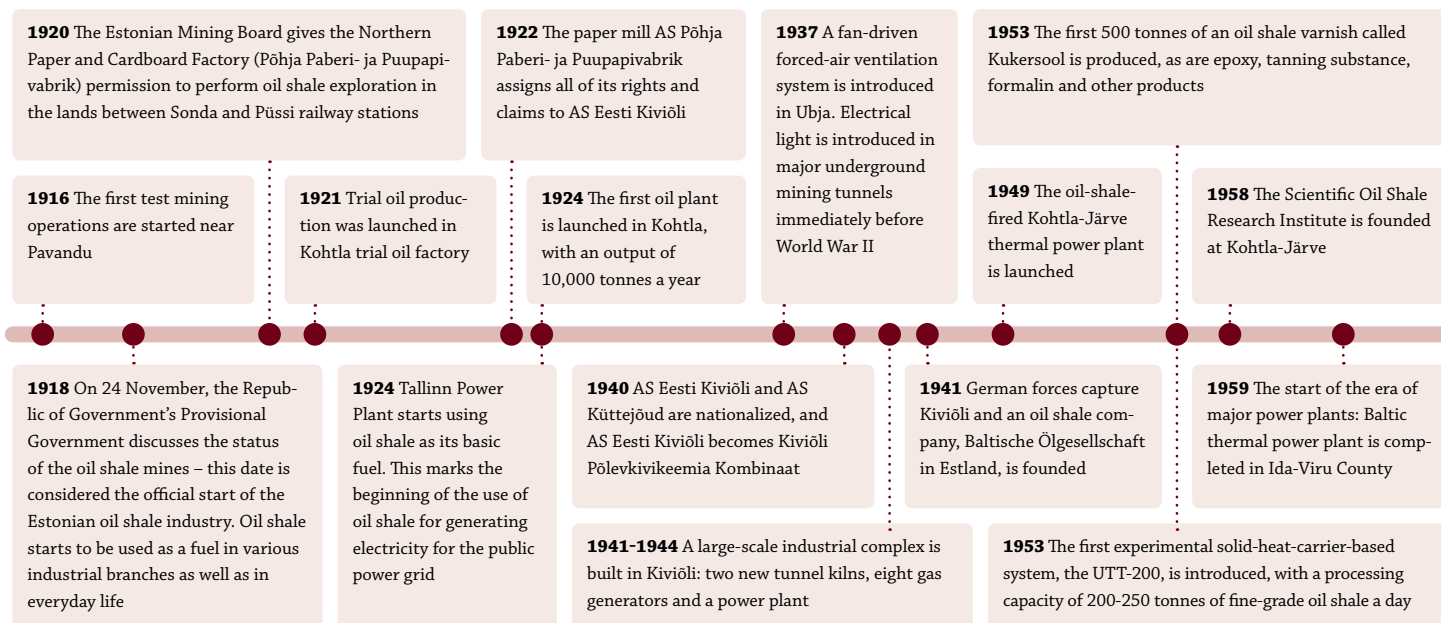 1920 The Estonian Mining Board gives the Northern
Paper and Cardboard Factory (Põhja Paberi- ja Puupapi-
vabrik) permission to perform oil shale exploration in
the lands between Sonda and Püssi railway stations
1922 The paper mill AS Põhja
Paberi- ja Puupapivabrik
assigns all of its rights and
claims to AS Eesti Kiviõli
1937 A fan-driven
forced-air ventilation
system is introduced
in Ubja. Electrical
light is introduced in
major underground
mining tunnels
immediately before
World War II
1953 The first 500 tonnes of an oil shale varnish called
Kukersool is produced, as are epoxy, tanning substance,
formalin and other products
1916 The first test mining
operations are started near
Pavandu
1921 Trial oil produc-
tion was launched in
Kohtla trial oil factory
1924 The first oil plant
is launched in Kohtla,
with an output of
10,000 tonnes a year
1949 The oil-shale-
fired Kohtla-Järve
thermal power plant
is launched
1958 The Scientific Oil Shale
Research Institute is founded
at Kohtla-Järve
1918 On 24 November, the Repub-
lic of Government's Provisional
Government discusses the status
of the oil shale mines – this date is
considered the official start of the
Estonian oil shale industry. Oil shale
starts to be used as a fuel in various
industrial branches as well as in
everyday life
1924 Tallinn Power
Plant starts using
oil shale as its basic
fuel. This marks the
beginning of the use of
oil shale for generating
electricity for the public
power grid
1940 AS Eesti Kiviõli and AS
Küttejõud are nationalized, and
AS Eesti Kiviõli becomes Kiviõli
Põlevkivikeemia Kombinaat
1941 German forces capture
Kiviõli and an oil shale com-
pany, Baltische Ölgesellschaft
in Estland, is founded
1959 The start of the era of
major power plants: Baltic
thermal power plant is comp-
leted in Ida-Viru County
1941-1944 A large-scale industrial complex is
built in Kiviõli: two new tunnel kilns, eight gas
generators and a power plant
1953 The first experimental solid-heat-carrier-based
system, the UTT-200, is introduced, with a processing
capacity of 200-250 tonnes of fine-grade oil shale a day